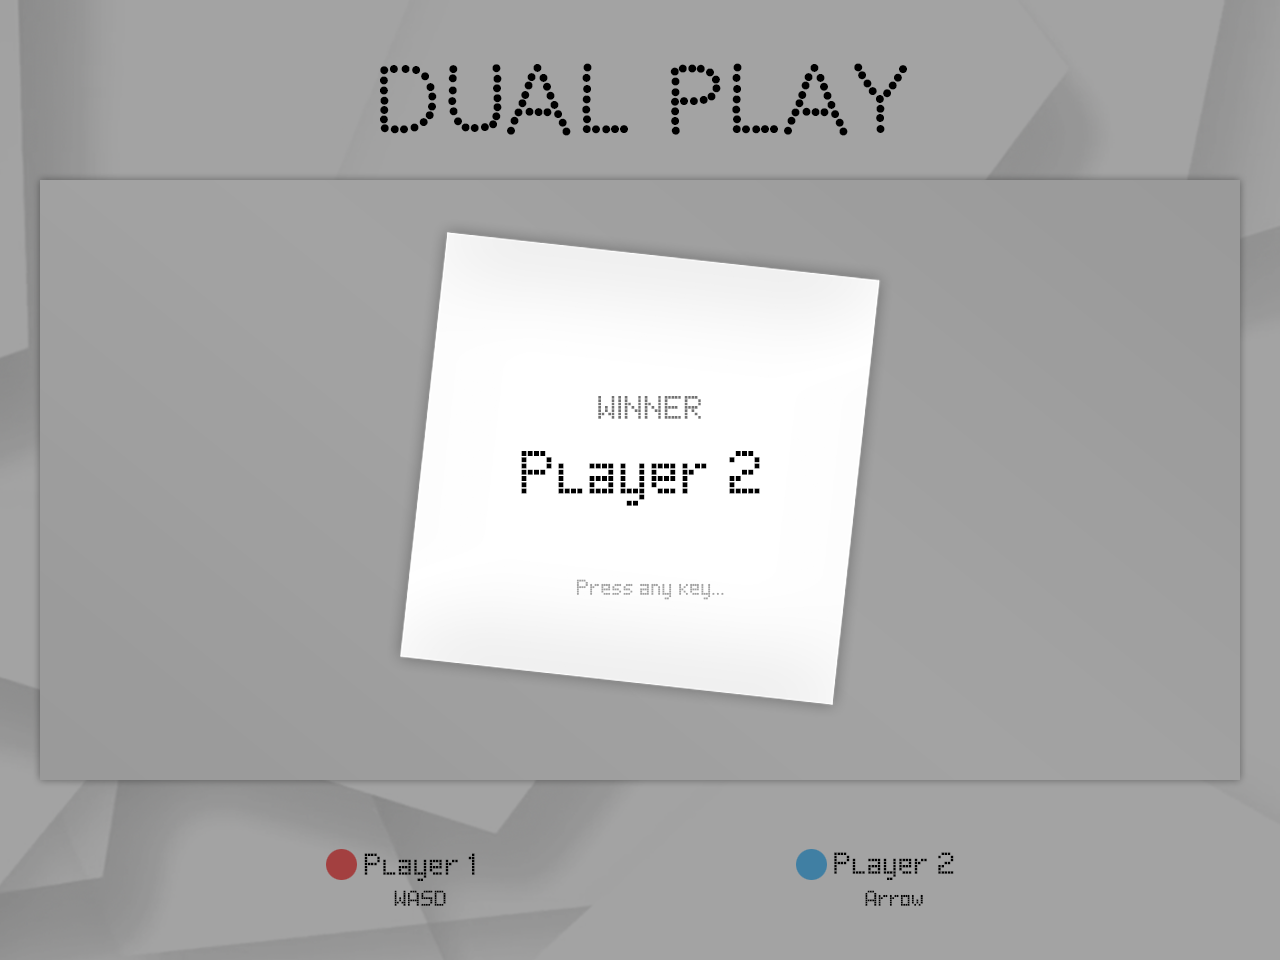 DUAL PLAY
WINNER
Player 2
Press any key...
Player 1
WASD
Player 2
Arrow